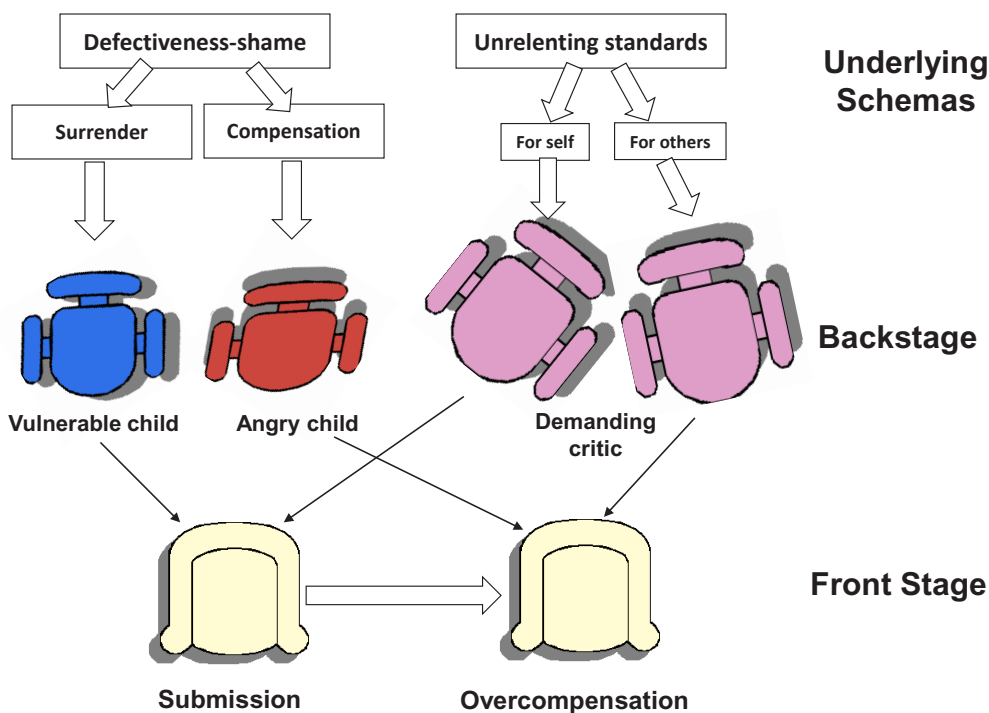 Defectiveness-shame
Unrelenting standards
Underlying
Schemas
Surrender
Compensation
For self
For others
Backstage
Vulnerable child
Angry child
Demanding
critic
Front Stage
Submission
Overcompensation